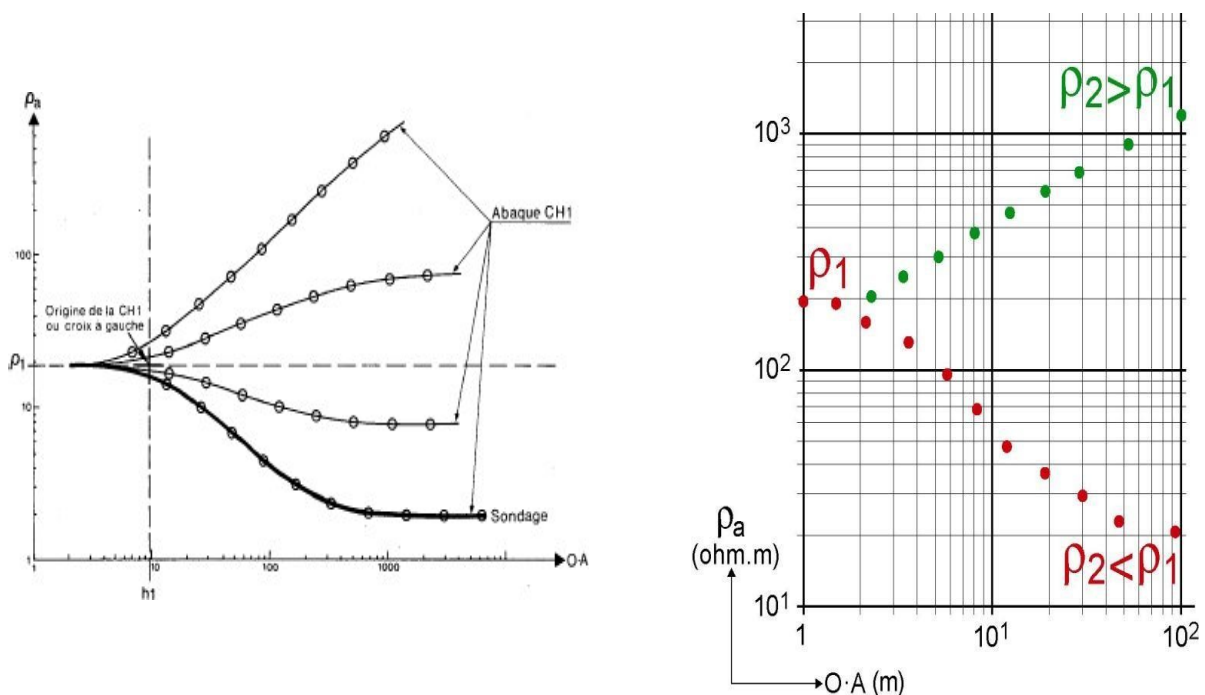 ρa
100
10
1
Origine de la CH1
ou croix à gauche
ρ1
Abaque CH1
Sondage
1
10
100
1000
O·A
h1
ρ2>ρ1
10³
ρ1
10²
ρa
(ohm.m)
ρ2<ρ1
10¹
1
10¹
10²
O·A (m)